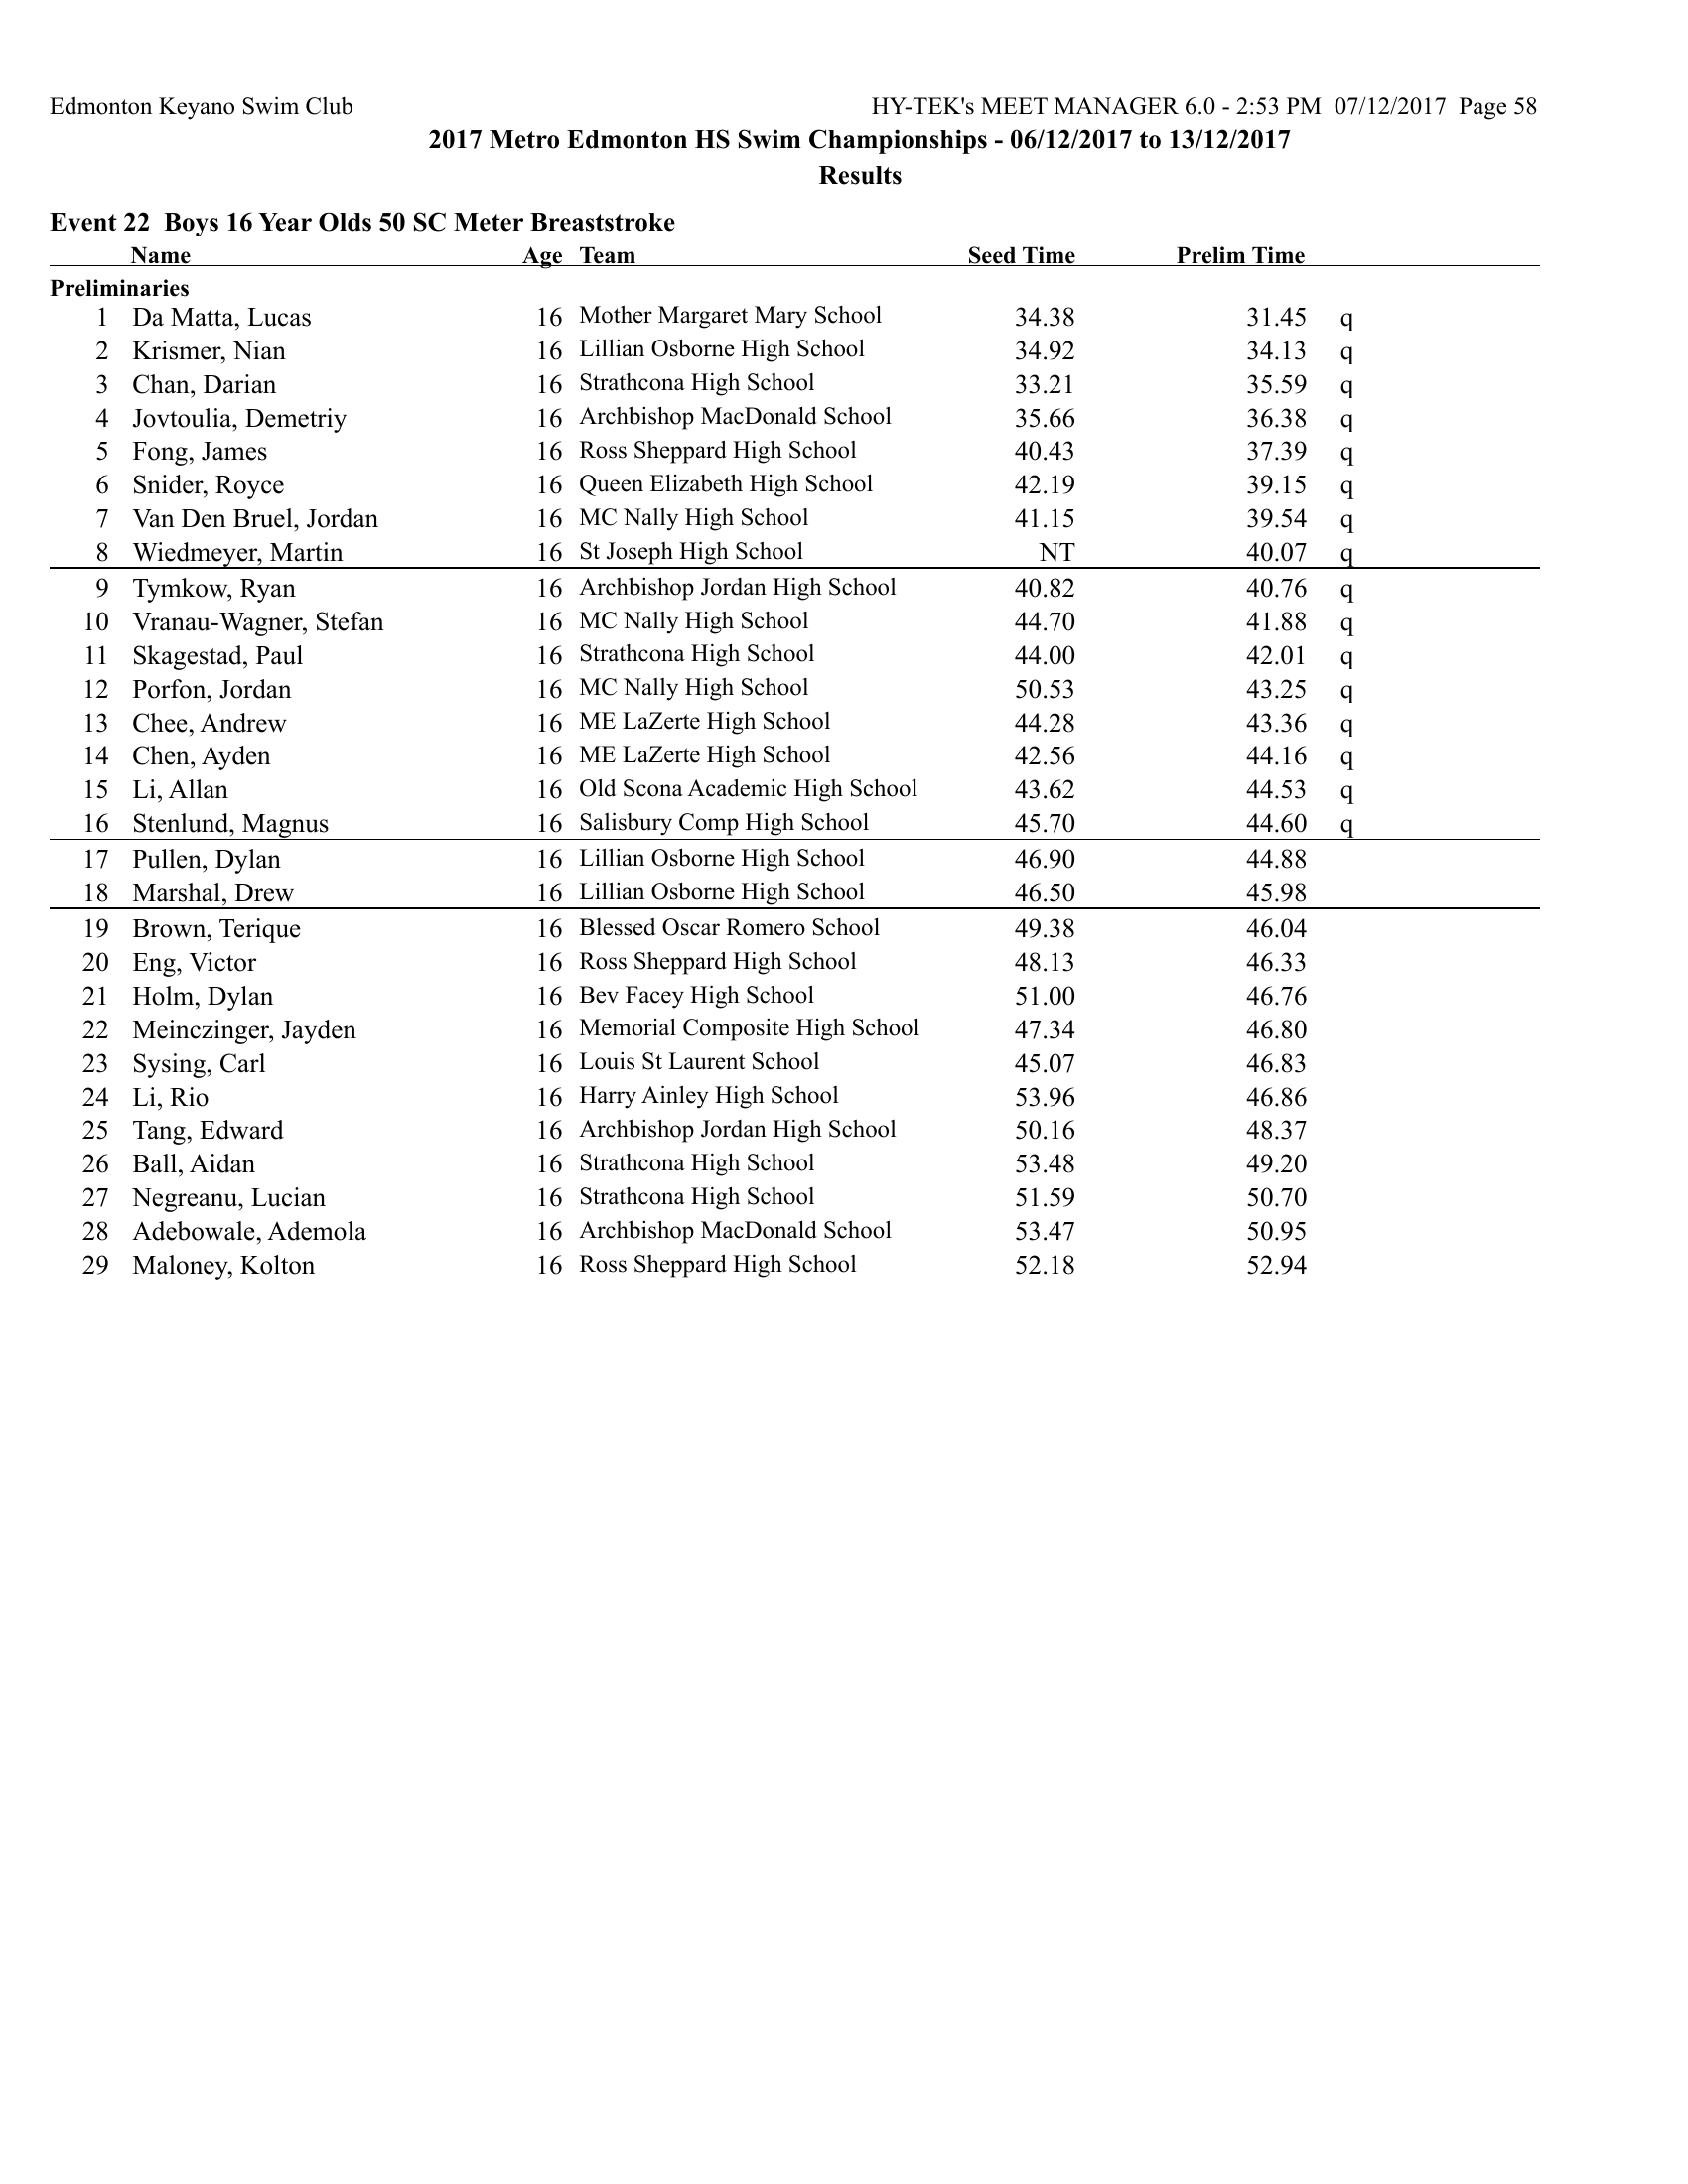 Edmonton Keyano Swim Club HY-TEK's MEET MANAGER 6.0 - 2:53 PM 07/12/2017 Page 58
2017 Metro Edmonton HS Swim Championships - 06/12/2017 to 13/12/2017
Results
Event 22 Boys 16 Year Olds 50 SC Meter Breaststroke
Name Age Team Seed Time Prelim Time
Preliminaries
1 Da Matta, Lucas 16 Mother Margaret Mary School 34.38 31.45 q
2 Krismer, Nian 16 Lillian Osborne High School 34.92 34.13 q
3 Chan, Darian 16 Strathcona High School 33.21 35.59 q
4 Jovtoulia, Demetriy 16 Archbishop MacDonald School 35.66 36.38 q
5 Fong, James 16 Ross Sheppard High School 40.43 37.39 q
6 Snider, Royce 16 Queen Elizabeth High School 42.19 39.15 q
7 Van Den Bruel, Jordan 16 MC Nally High School 41.15 39.54 q
8 Wiedmeyer, Martin 16 St Joseph High School NT 40.07 q
9 Tymkow, Ryan 16 Archbishop Jordan High School 40.82 40.76 q
10 Vranau-Wagner, Stefan 16 MC Nally High School 44.70 41.88 q
11 Skagestad, Paul 16 Strathcona High School 44.00 42.01 q
12 Porfon, Jordan 16 MC Nally High School 50.53 43.25 q
13 Chee, Andrew 16 ME LaZerte High School 44.28 43.36 q
14 Chen, Ayden 16 ME LaZerte High School 42.56 44.16 q
15 Li, Allan 16 Old Scona Academic High School 43.62 44.53 q
16 Stenlund, Magnus 16 Salisbury Comp High School 45.70 44.60 q
17 Pullen, Dylan 16 Lillian Osborne High School 46.90 44.88
18 Marshal, Drew 16 Lillian Osborne High School 46.50 45.98
19 Brown, Terique 16 Blessed Oscar Romero School 49.38 46.04
20 Eng, Victor 16 Ross Sheppard High School 48.13 46.33
21 Holm, Dylan 16 Bev Facey High School 51.00 46.76
22 Meinczinger, Jayden 16 Memorial Composite High School 47.34 46.80
23 Sysing, Carl 16 Louis St Laurent School 45.07 46.83
24 Li, Rio 16 Harry Ainley High School 53.96 46.86
25 Tang, Edward 16 Archbishop Jordan High School 50.16 48.37
26 Ball, Aidan 16 Strathcona High School 53.48 49.20
27 Negreanu, Lucian 16 Strathcona High School 51.59 50.70
28 Adebowale, Ademola 16 Archbishop MacDonald School 53.47 50.95
29 Maloney, Kolton 16 Ross Sheppard High School 52.18 52.94